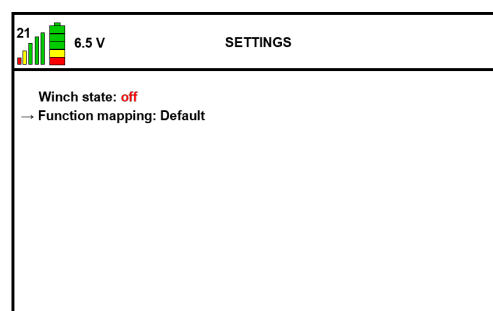 21
6.5 V
SETTINGS
Winch state: off
→ Function mapping: Default